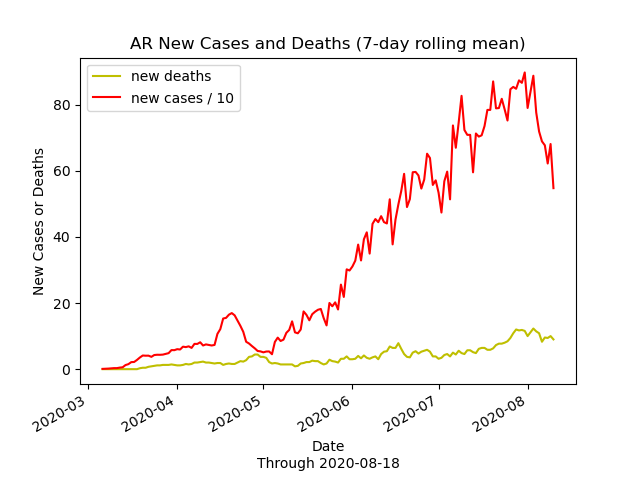 AR New Cases and Deaths (7-day rolling mean)
new deaths
new cases / 10
80
60
40
20
0
New Cases or Deaths
2020-03
2020-04
2020-05
2020-06
2020-07
2020-08
Date
Through 2020-08-18